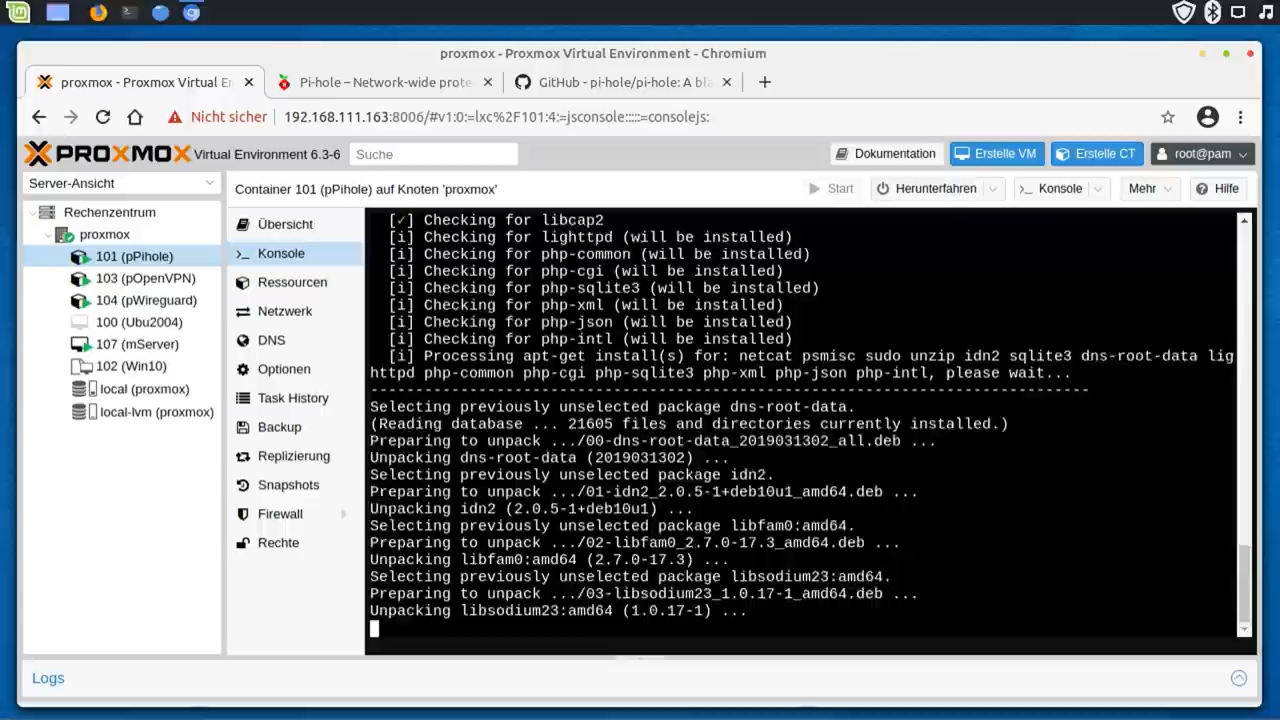 proxmox - Proxmox Virtual Environment - Chromium
proxmox - Proxmox Virtual En
Pi-hole – Network-wide prote
GitHub - pi-hole/pi-hole: A bla
Nicht sicher 192.168.111.163:8006/#v1:0:=lxc%2F101:4:=jsconsole:::::=consolejs:
PROXMOX Virtual Environment 6.3-6 Suche Dokumentation Erstelle VM Erstelle CT root@pam
Server-Ansicht
Container 101 (pPihole) auf Knoten 'proxmox' Start Herunterfahren Konsole Mehr Hilfe
Rechenzentrum
proxmox
101 (pPihole)
103 (pOpenVPN)
104 (pWireguard)
100 (Ubu2004)
107 (mServer)
102 (Win10)
local (proxmox)
local-lvm (proxmox)
Übersicht
Konsole
Ressourcen
Netzwerk
DNS
Optionen
Task History
Backup
Replizierung
Snapshots
Firewall
Rechte
[✓] Checking for libcap2
[i] Checking for lighttpd (will be installed)
[i] Checking for php-common (will be installed)
[i] Checking for php-cgi (will be installed)
[i] Checking for php-sqlite3 (will be installed)
[i] Checking for php-xml (will be installed)
[i] Checking for php-json (will be installed)
[i] Checking for php-intl (will be installed)
[i] Processing apt-get install(s) for: netcat psmisc sudo unzip idn2 sqlite3 dns-root-data lig
httpd php-common php-cgi php-sqlite3 php-xml php-json php-intl, please wait...
--------------------------------------------------------------------------------
Selecting previously unselected package dns-root-data.
(Reading database ... 21605 files and directories currently installed.)
Preparing to unpack .../00-dns-root-data_2019031302_all.deb ...
Unpacking dns-root-data (2019031302) ...
Selecting previously unselected package idn2.
Preparing to unpack .../01-idn2_2.0.5-1+deb10u1_amd64.deb ...
Unpacking idn2 (2.0.5-1+deb10u1) ...
Selecting previously unselected package libfam0:amd64.
Preparing to unpack .../02-libfam0_2.7.0-17.3_amd64.deb ...
Unpacking libfam0:amd64 (2.7.0-17.3) ...
Selecting previously unselected package libsodium23:amd64.
Preparing to unpack .../03-libsodium23_1.0.17-1_amd64.deb ...
Unpacking libsodium23:amd64 (1.0.17-1) ...
Logs